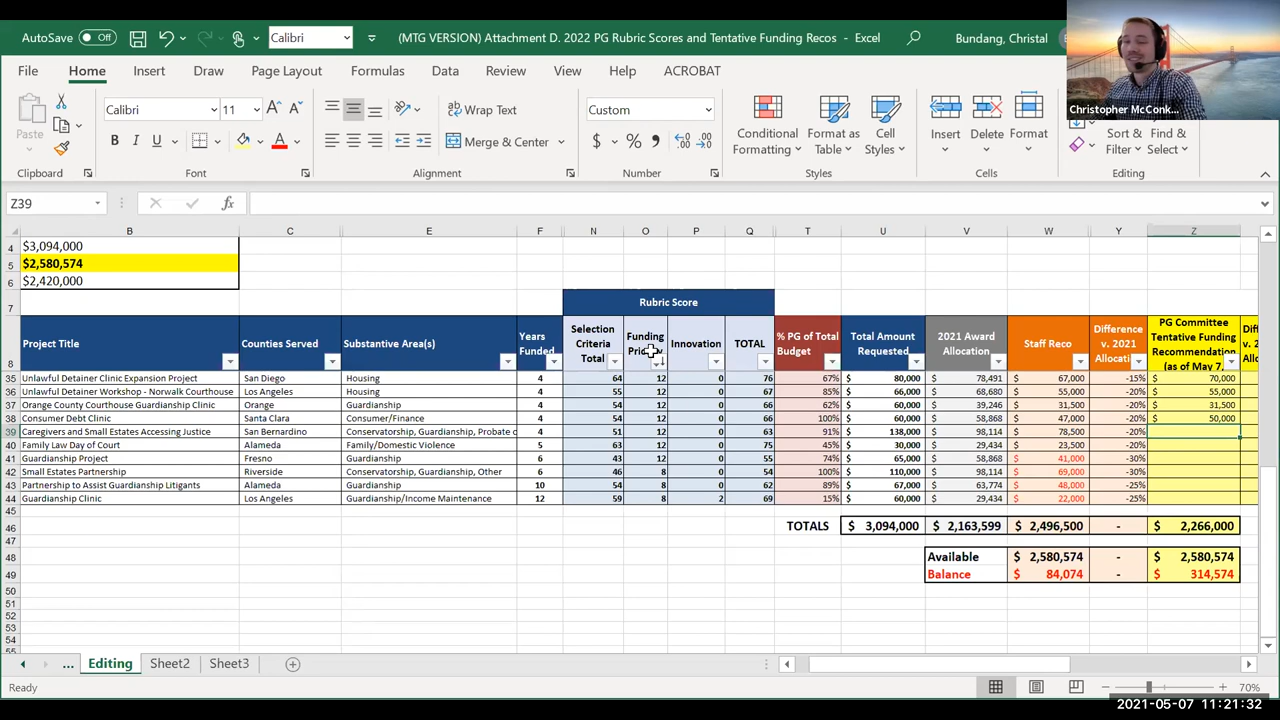 AutoSave Off Calibri (MTG VERSION) Attachment D. 2022 PG Rubric Scores and Tentative Funding Recos - Excel Bundang, Christal
Christopher McConk...
File Home Insert Draw Page Layout Formulas Data Review View Help ACROBAT
Paste Calibri 11 B I U A Wrap Text Merge & Center Custom $ % Conditional Formatting Format as Table Cell Styles Insert Delete Format Sort & Filter Find & Select
Clipboard Font Alignment Number Styles Cells Editing
Z39 fx
B C E F N O P Q T U V W Y Z
4 $3,094,000
5 $2,580,574
6 $2,420,000
7 Rubric Score
8 Project Title Counties Served Substantive Area(s) Years Funded Selection Criteria Total Funding Innovation TOTAL % PG of Total Budget Total Amount Requested 2021 Award Allocation Staff Reco Difference v. 2021 PG Committee Tentative Funding Recommendation (as of May 7,
35 Unlawful Detainer Clinic Expansion Project San Diego Housing 4 64 12 0 76 67% $ 80,000 78,491 $ 67,000 -15% $ 70,000
36 Unlawful Detainer Workshop - Norwalk Courthouse Los Angeles Housing 4 55 12 0 67 85% $ 66,000 68,680 $ 55,000 -20% $ 55,000
37 Orange County Courthouse Guardianship Clinic Orange Guardianship 4 54 12 0 66 62% $ 60,000 39,246 $ 31,500 -20% $ 31,500
38 Consumer Debt Clinic Santa Clara Consumer/Finance 4 54 12 0 66 100% $ 60,000 58,868 $ 47,000 -20% $ 50,000
39 Caregivers and Small Estates Accessing Justice San Bernardino Conservatorship, Guardianship, Probate 4 51 12 0 63 91% $ 138,000 98,114 $ 78,500 -20%
40 Family Law Day of Court Alameda Family/Domestic Violence 5 63 12 0 75 45% $ 30,000 29,434 $ 23,500 -20%
41 Guardianship Project Fresno Guardianship 6 43 12 0 55 74% $ 65,000 58,868 $ 41,000 -30%
42 Small Estates Partnership Riverside Conservatorship, Guardianship, Other 6 46 8 0 54 100% $ 110,000 98,114 $ 69,000 -30%
43 Partnership to Assist Guardianship Litigants Alameda Guardianship 10 54 8 0 62 89% $ 67,000 63,774 $ 48,000 -25%
44 Guardianship Clinic Los Angeles Guardianship/Income Maintenance 12 59 8 2 69 15% $ 60,000 29,434 $ 22,000 -25%
45
46 TOTALS $ 3,094,000 $ 2,163,599 $ 2,496,500 - $ 2,266,000
47
48 Available $ 2,580,574 - $ 2,580,574
49 Balance $ 84,074 - $ 314,574
50
51
52
53
54
55
... Editing Sheet2 Sheet3
Ready 70%
2021-05-07 11:21:32